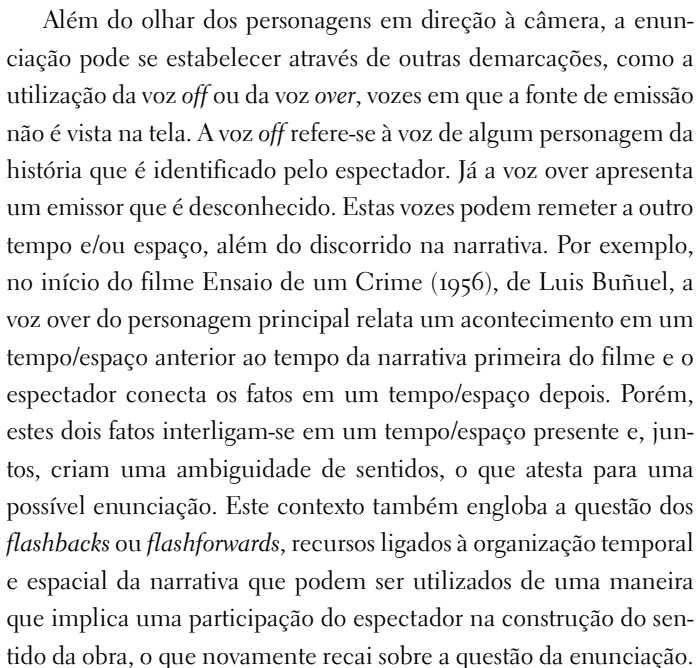 Além do olhar dos personagens em direção à câmera, a enun-
ciação pode se estabelecer através de outras demarcações, como a
utilização da voz off ou da voz over, vozes em que a fonte de emissão
não é vista na tela. A voz off refere-se à voz de algum personagem da
história que é identificado pelo espectador. Já a voz over apresenta
um emissor que é desconhecido. Estas vozes podem remeter a outro
tempo e/ou espaço, além do discorrido na narrativa. Por exemplo,
no início do filme Ensaio de um Crime (1956), de Luis Buñuel, a
voz over do personagem principal relata um acontecimento em um
tempo/espaço anterior ao tempo da narrativa primeira do filme e o
espectador conecta os fatos em um tempo/espaço depois. Porém,
estes dois fatos interligam-se em um tempo/espaço presente e, jun-
tos, criam uma ambiguidade de sentidos, o que atesta para uma
possível enunciação. Este contexto também engloba a questão dos
flashbacks ou flashforwards, recursos ligados à organização temporal
e espacial da narrativa que podem ser utilizados de uma maneira
que implica uma participação do espectador na construção do sen-
tido da obra, o que novamente recai sobre a questão da enunciação.